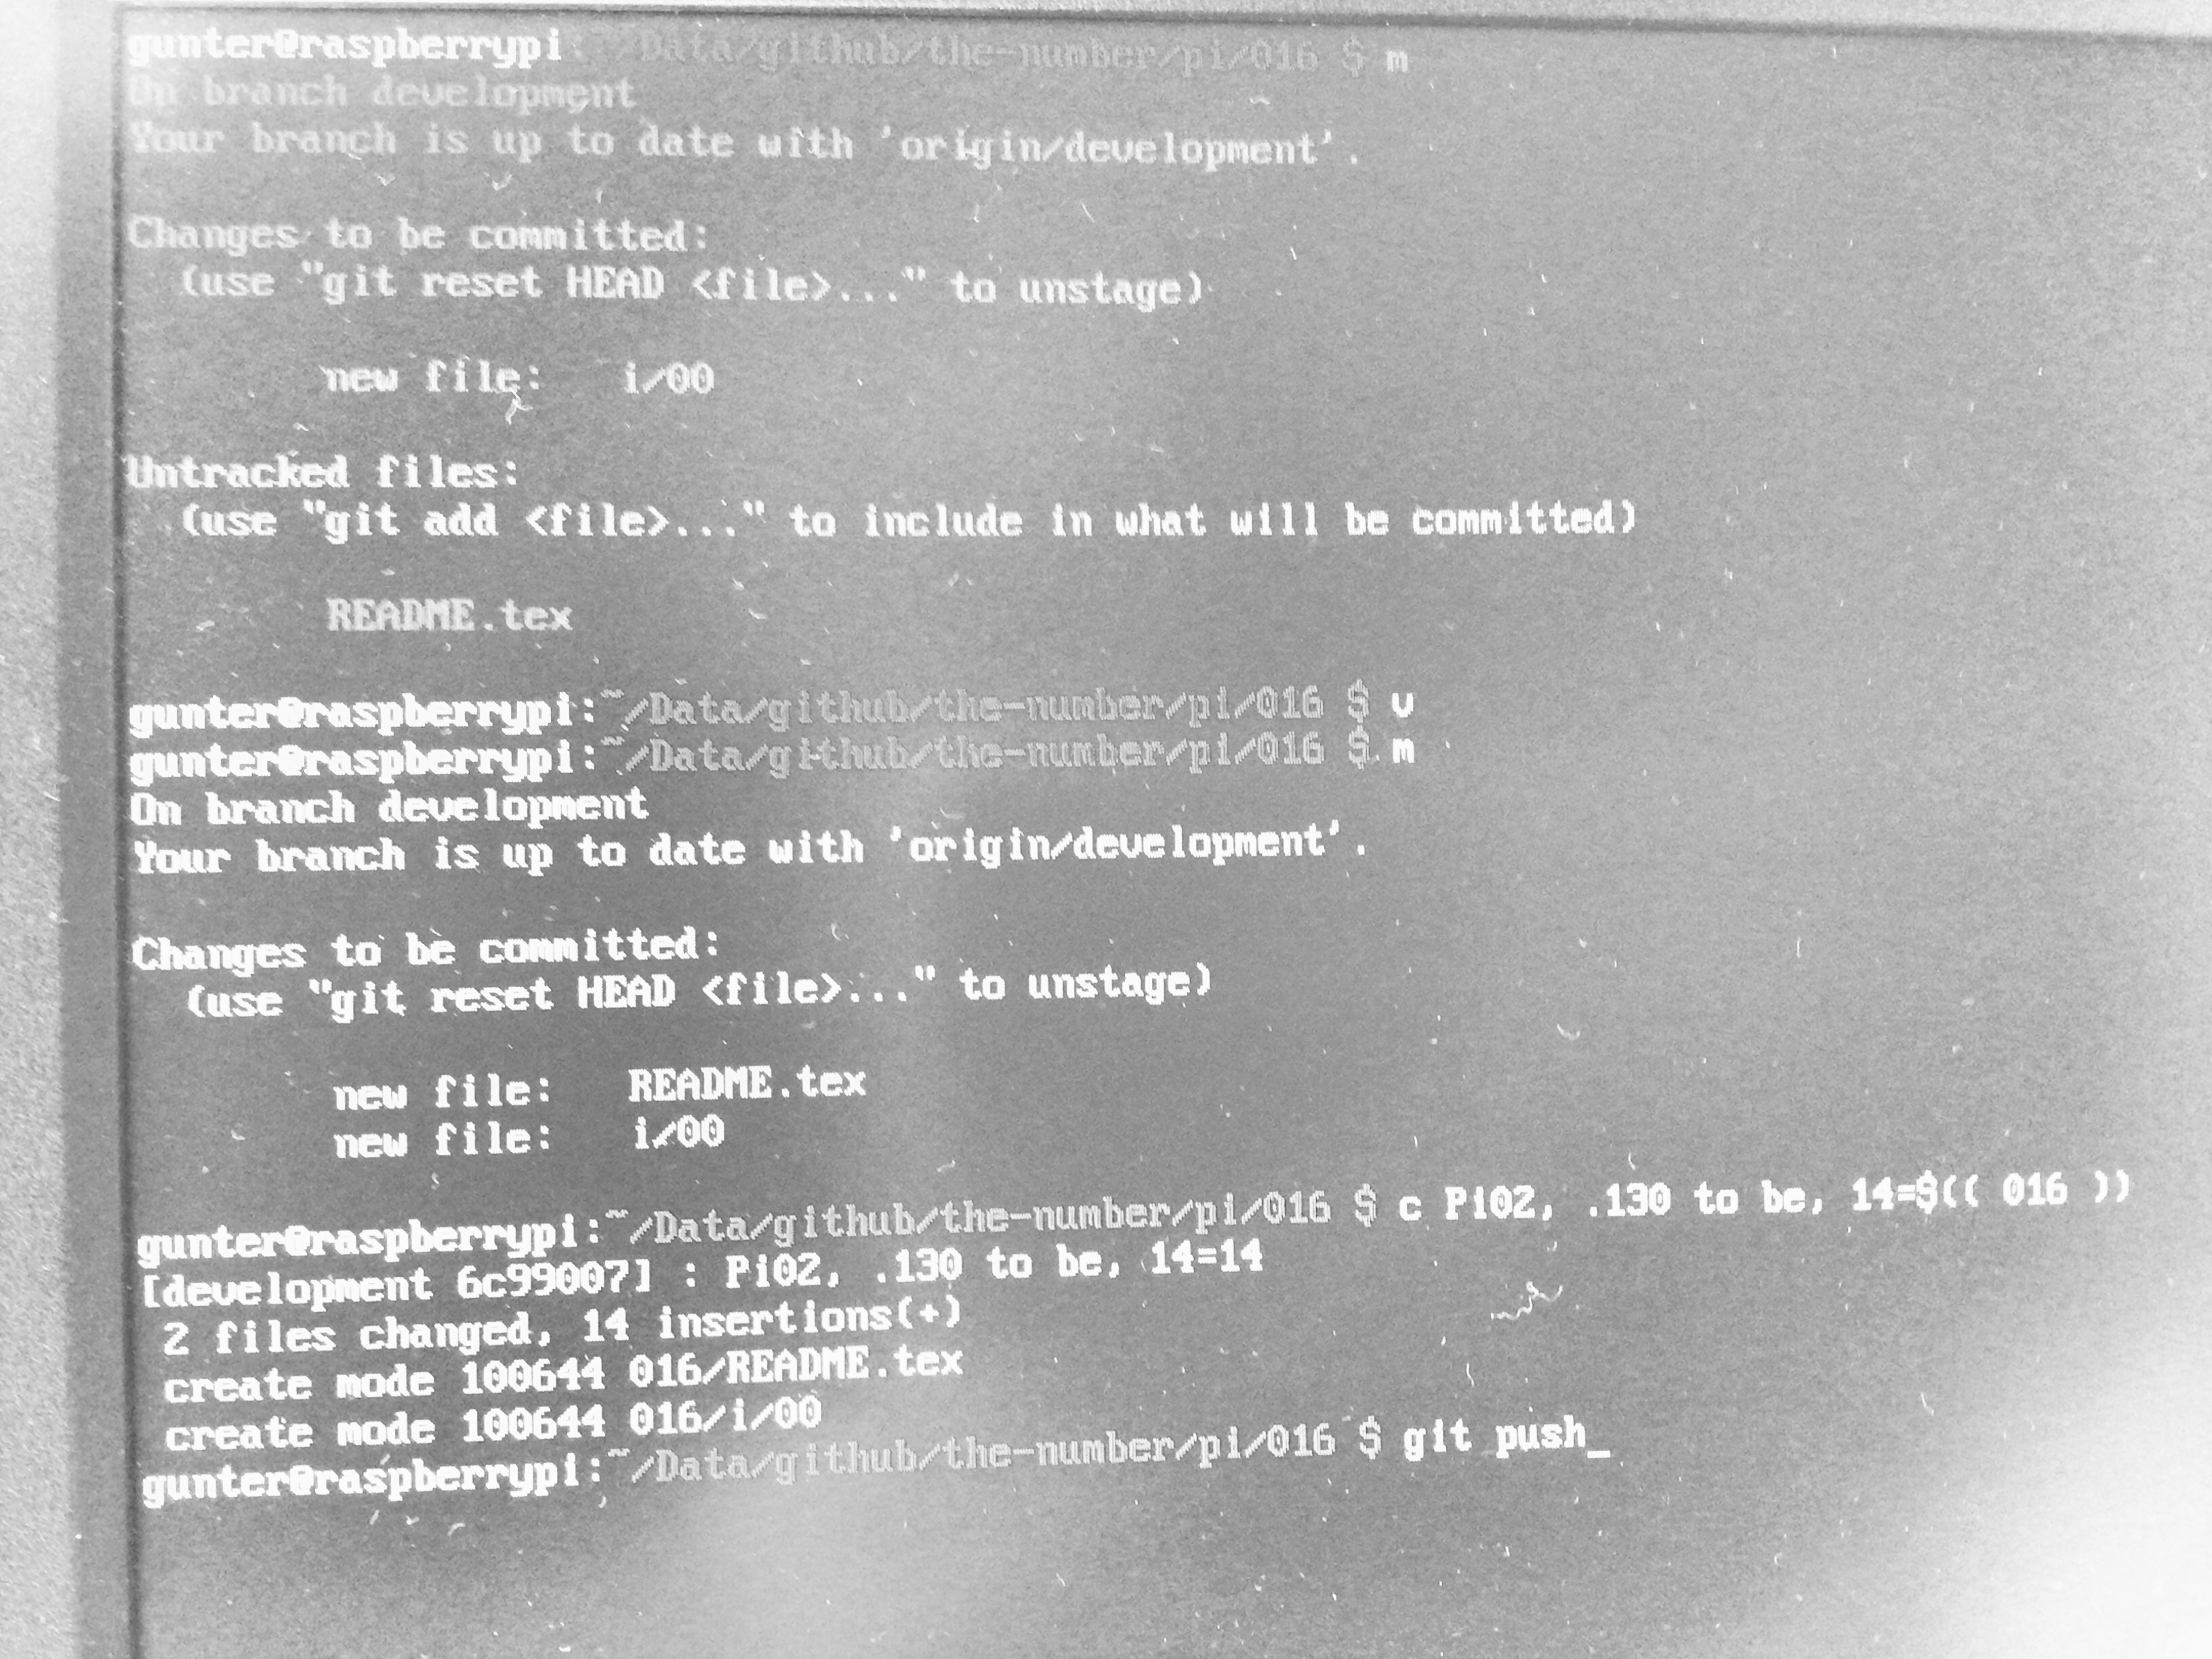 gunter@raspberrypi:~/Data/github/the-number/pi/016 $ m
On branch development
Your branch is up to date with 'origin/development'.
Changes to be committed:
(use "git reset HEAD <file>..." to unstage)
new file: i/00
Untracked files:
(use "git add <file>..." to include in what will be committed)
README.tex
gunter@raspberrypi:~/Data/github/the-number/pi/016 $ v
gunter@raspberrypi:~/Data/github/the-number/pi/016 $ m
On branch development
Your branch is up to date with 'origin/development'.
Changes to be committed:
(use "git reset HEAD <file>..." to unstage)
new file: README.tex
new file: i/00
gunter@raspberrypi:~/Data/github/the-number/pi/016 $ c Pi02, .130 to be, 14=$(( 016 ))
[development 6c99007] : Pi02, .130 to be, 14=14
2 files changed, 14 insertions(+)
create mode 100644 016/README.tex
create mode 100644 016/i/00
gunter@raspberrypi:~/Data/github/the-number/pi/016 $ git push_